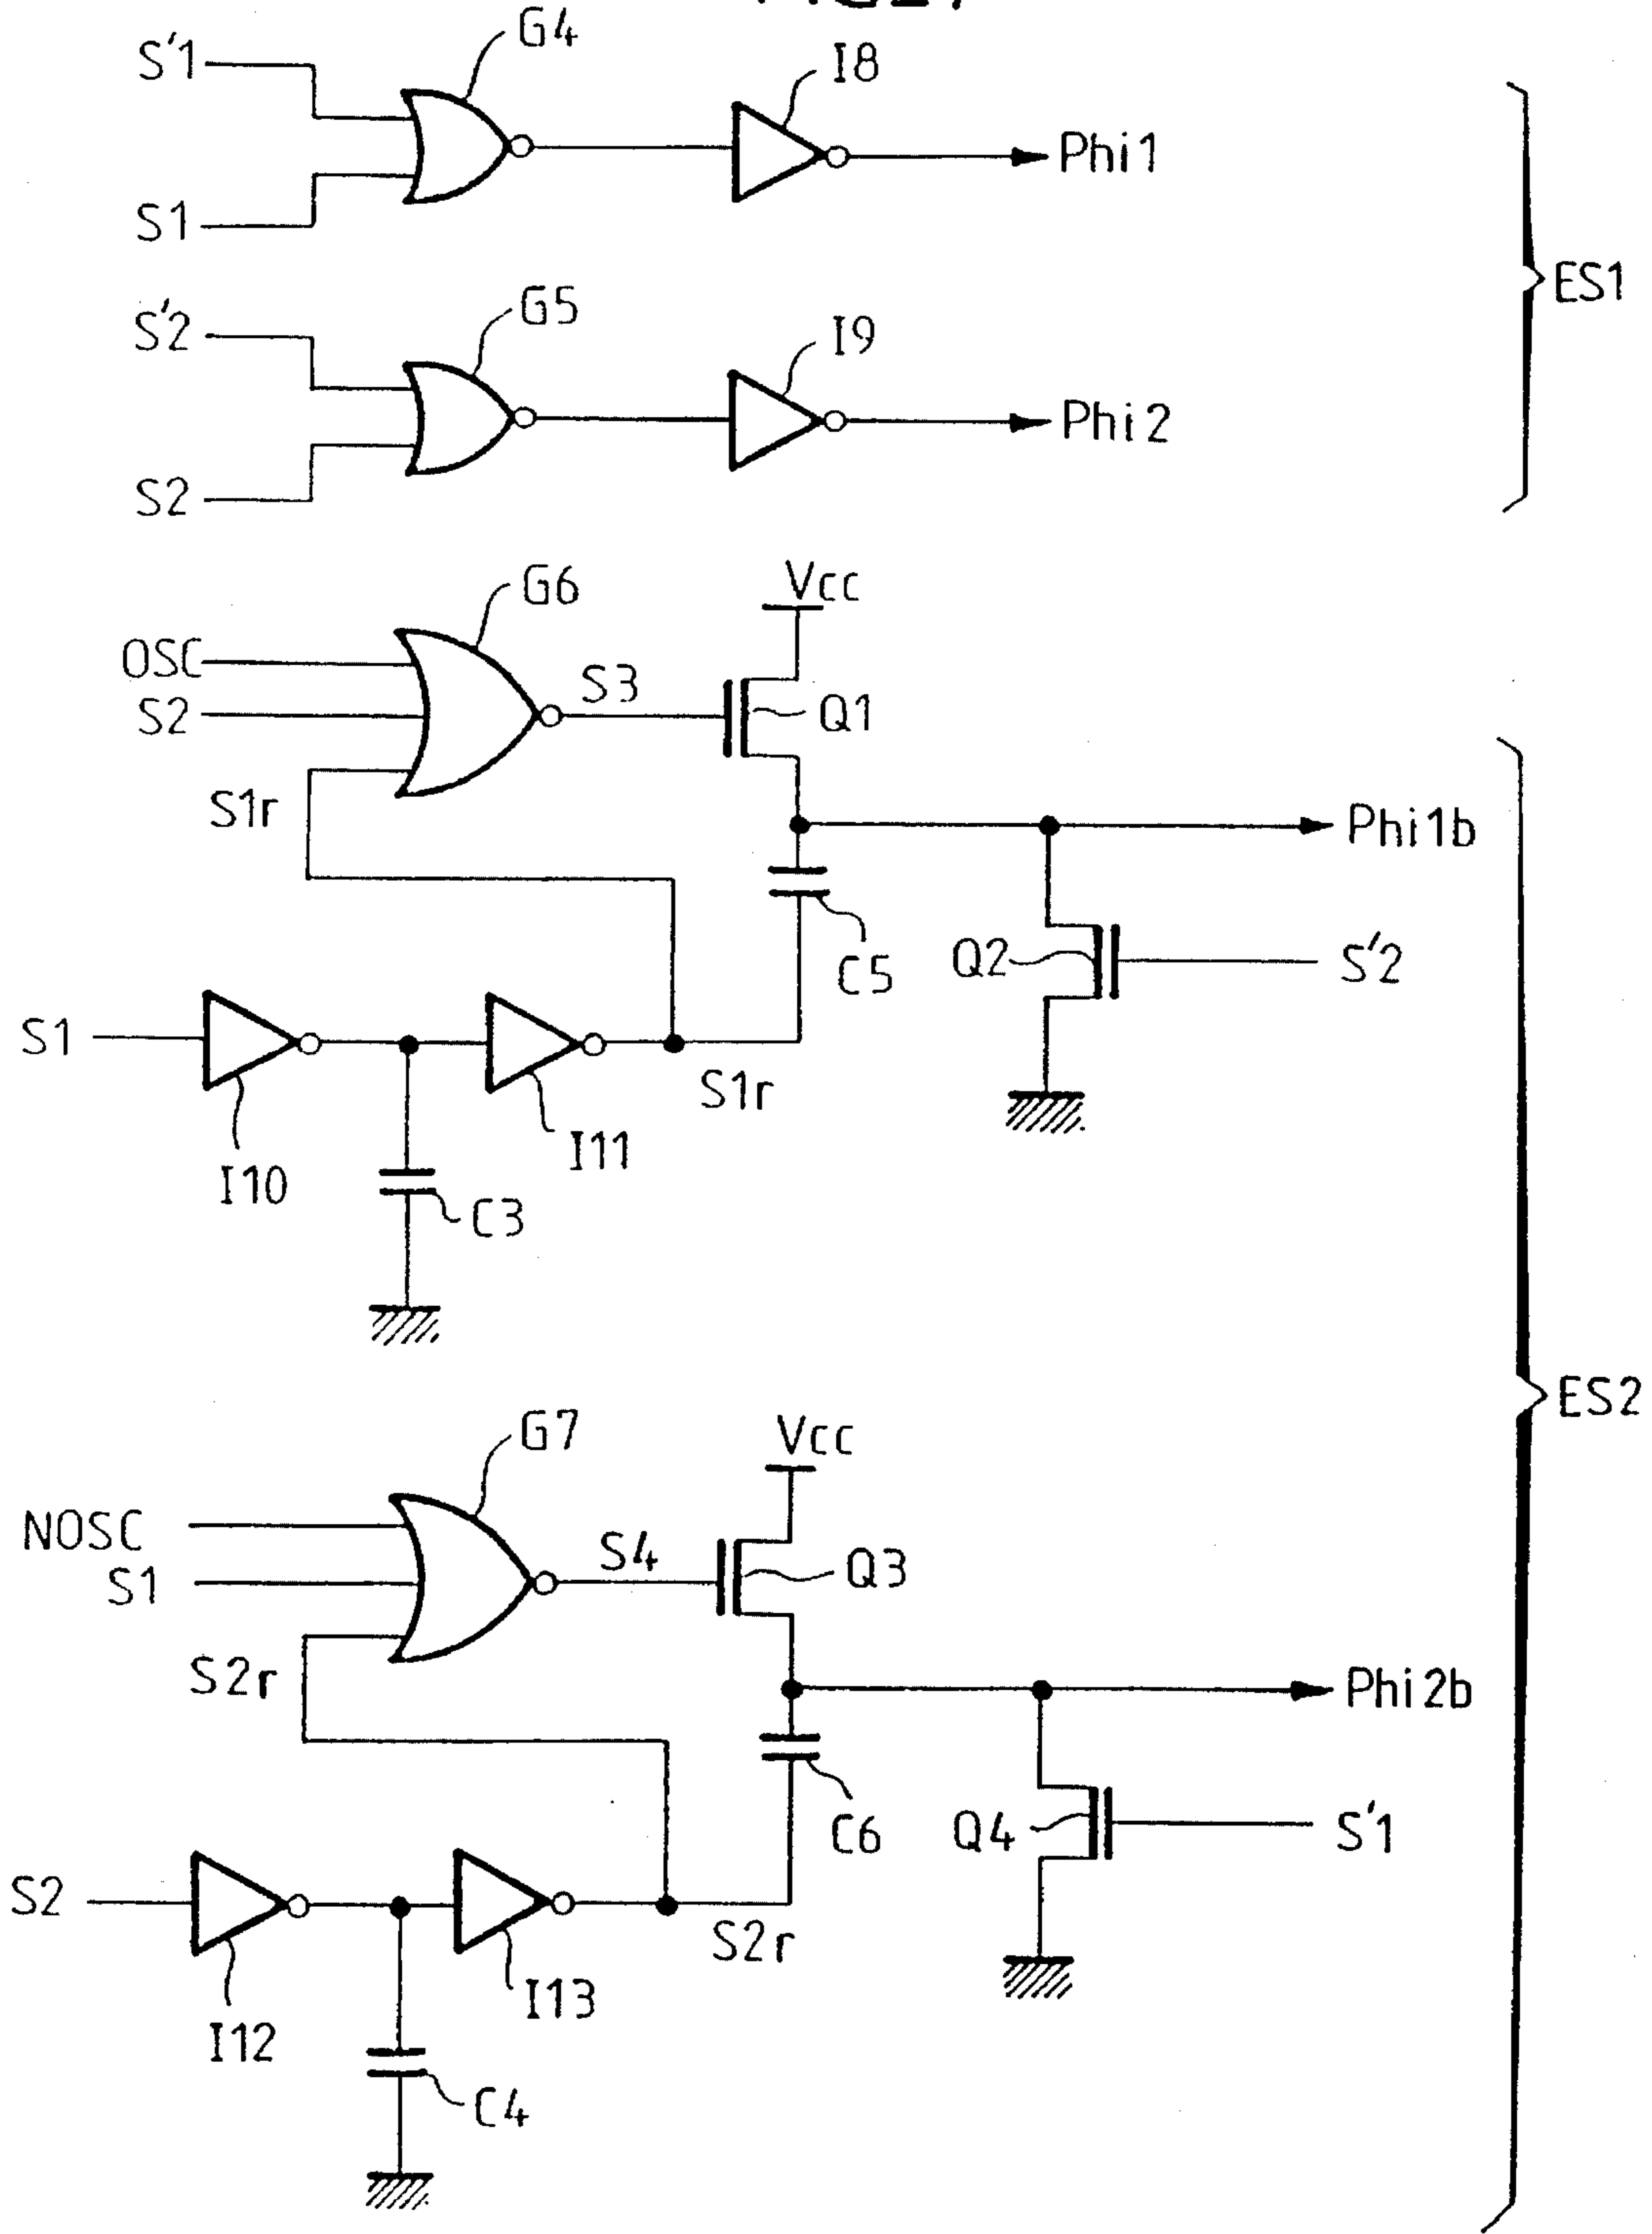 S'1
G4
I8
Phi1
S1
ES1
S'2
G5
I9
Phi2
S2
G6
Vcc
OSC
S3
S2
Q1
S1r
Phi1b
C5
Q2
S'2
S1
S1r
I11
I10
C3
ES2
G7
Vcc
NOSC
S4
Q3
S1
S2r
Phi2b
C6
Q4
S'1
S2
S2r
I13
I12
C4